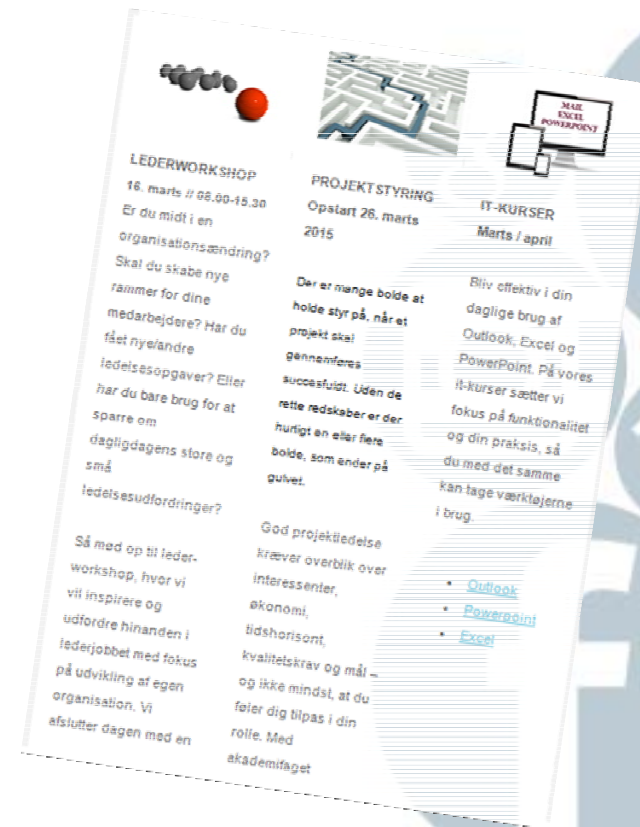 LEDERWORKSHOP
16. marts // 08.00-15.30
Er du midt i en
organisationsændring?
Skal du skabe nye
rammer for dine
medarbejdere? Har du
fået nye/andre
ledelsesopgaver? Eller
har du bare brug for at
sparre om
dagligdagens store og
små
ledelsesudfordringer?
Så mød op til leder-
workshop, hvor vi
vil inspirere og
udfordre hinanden i
lederjobbet med fokus
på udvikling af egen
organisation. Vi
afslutter dagen med en
PROJEKTSTYRING
Opstart 26. marts
2015
Der er mange bolde at
holde styr på, når et
projekt skal
gennemføres
succesfuldt. Uden de
rette redskaber er der
hurtigt en eller flere
bolde, som ender på
gulvet.
God projektledelse
kræver overblik over
interessenter,
økonomi,
tidshorisont,
kvalitetskrav og mål –
og ikke mindst, at du
føler dig tilpas i din
rolle. Med
akademifaget
MAIL
EXCEL
POWERPOINT
IT-KURSER
Marts / april
Bliv effektiv i din
daglige brug af
Outlook, Excel og
PowerPoint. På vores
it-kurser sætter vi
fokus på funktionalitet
og din praksis, så
du med det samme
kan tage værktøjerne
i brug.
• Outlook
• Powerpoint
• Excel